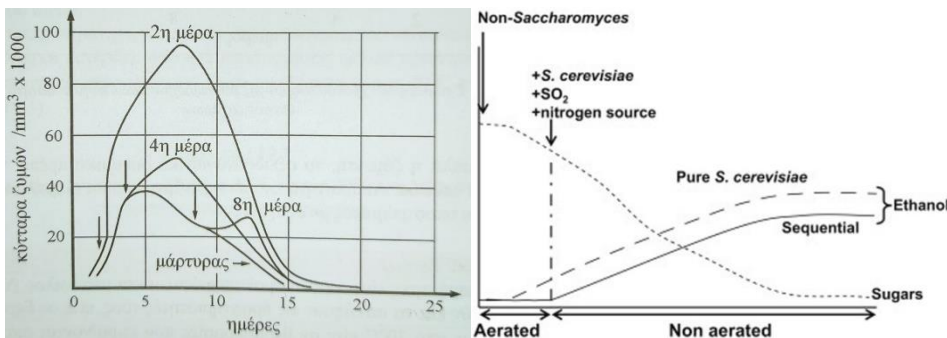 κύτταρα ζυμών /mm³ x 1000
100
80
60
40
20
2η μέρα
4η μέρα
8η μέρα
μάρτυρας
0 5 10 15 20 25
ημέρες
Non-Saccharomyces
+S. cerevisiae
+SO₂
+nitrogen source
Pure S. cerevisiae
Ethanol
Sequential
Sugars
Aerated
Non aerated